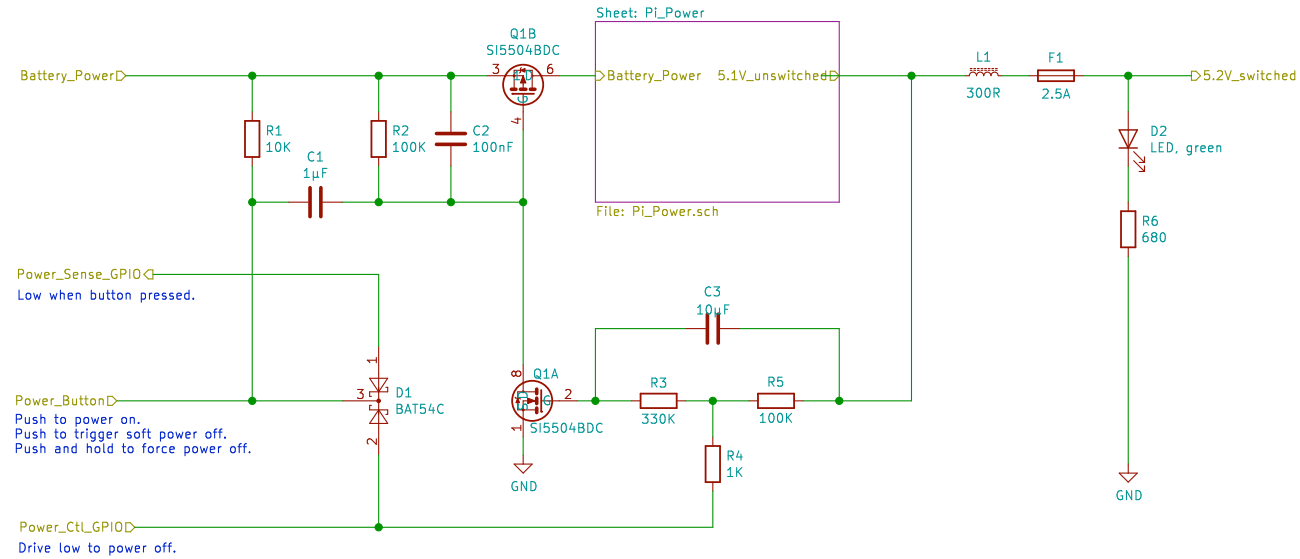 Sheet: Pi_Power
Q1B
SI5504BDC
Battery_Power
3
6
Battery_Power
5.1V_unswitched
L1
300R
F1
2.5A
5.2V_switched
4
R1
10K
R2
100K
C2
100nF
D2
LED, green
C1
1µF
File: Pi_Power.sch
R6
680
Power_Sense_GPIO
Low when button pressed.
C3
10µF
1
3
2
D1
BAT54C
8
Q1A
2
1
SI5504BDC
G
R3
330K
R5
100K
Power_Button
Push to power on.
Push to trigger soft power off.
Push and hold to force power off.
R4
1K
GND
GND
Power_Ctl_GPIO
Drive low to power off.